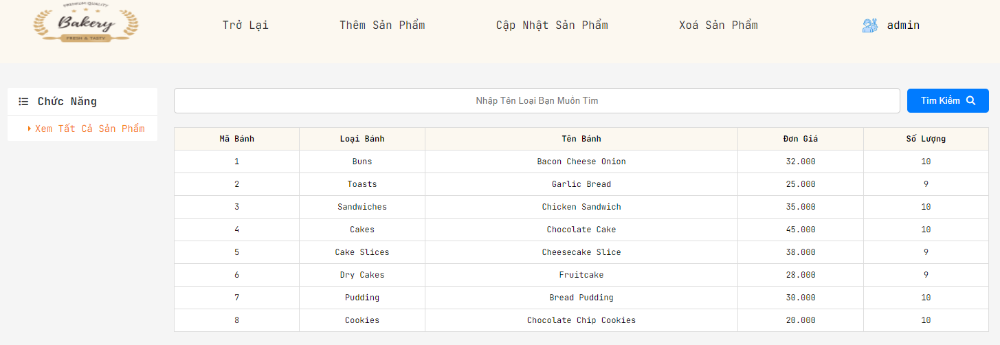 PREMIUM QUALITY
Bakery
FRESH & TASTY
Trở Lại
Thêm Sản Phẩm
Cập Nhật Sản Phẩm
Xoá Sản Phẩm
admin
Chức Năng
Xem Tất Cả Sản Phẩm
Nhập Tên Loại Bạn Muốn Tìm
Tìm Kiếm
Mã Bánh Loại Bánh Tên Bánh Đơn Giá Số Lượng
1 Buns Bacon Cheese Onion 32.000 10
2 Toasts Garlic Bread 25.000 9
3 Sandwiches Chicken Sandwich 35.000 10
4 Cakes Chocolate Cake 45.000 10
5 Cake Slices Cheesecake Slice 38.000 9
6 Dry Cakes Fruitcake 28.000 9
7 Pudding Bread Pudding 30.000 10
8 Cookies Chocolate Chip Cookies 20.000 10